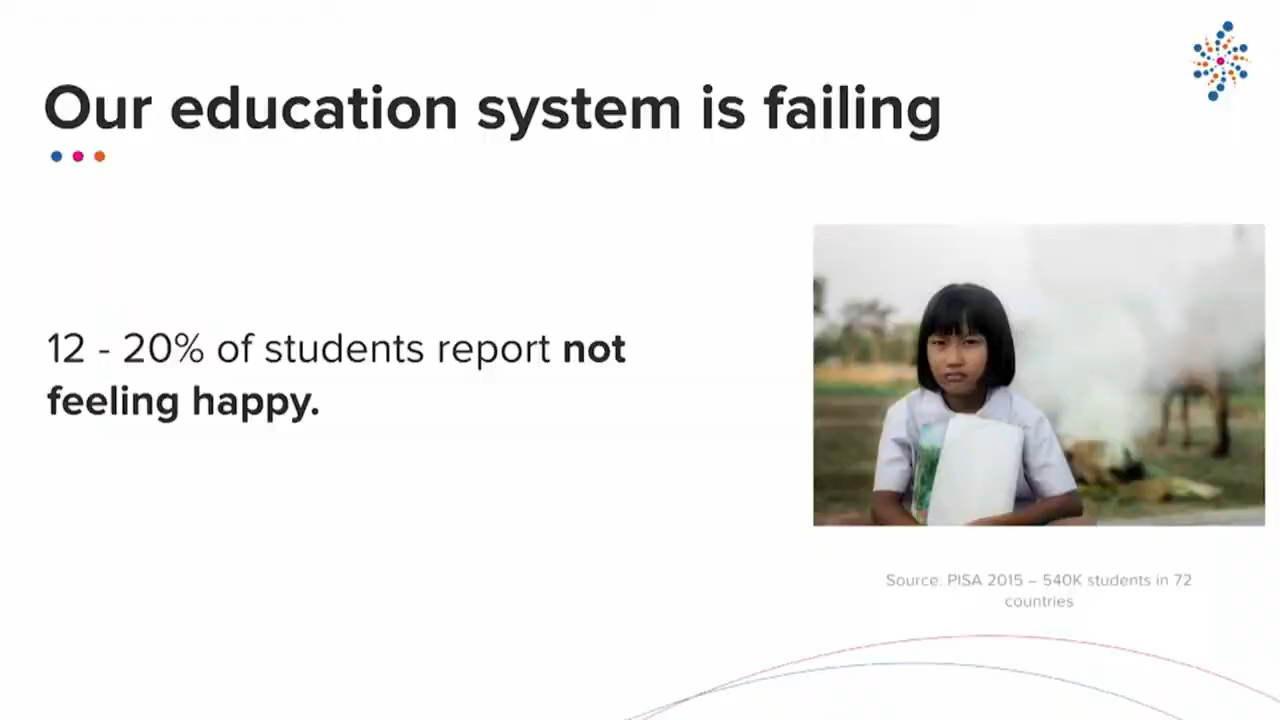 Our education system is failing
12 - 20% of students report not
feeling happy.
Source: PISA 2015 – 540K students in 72
countries